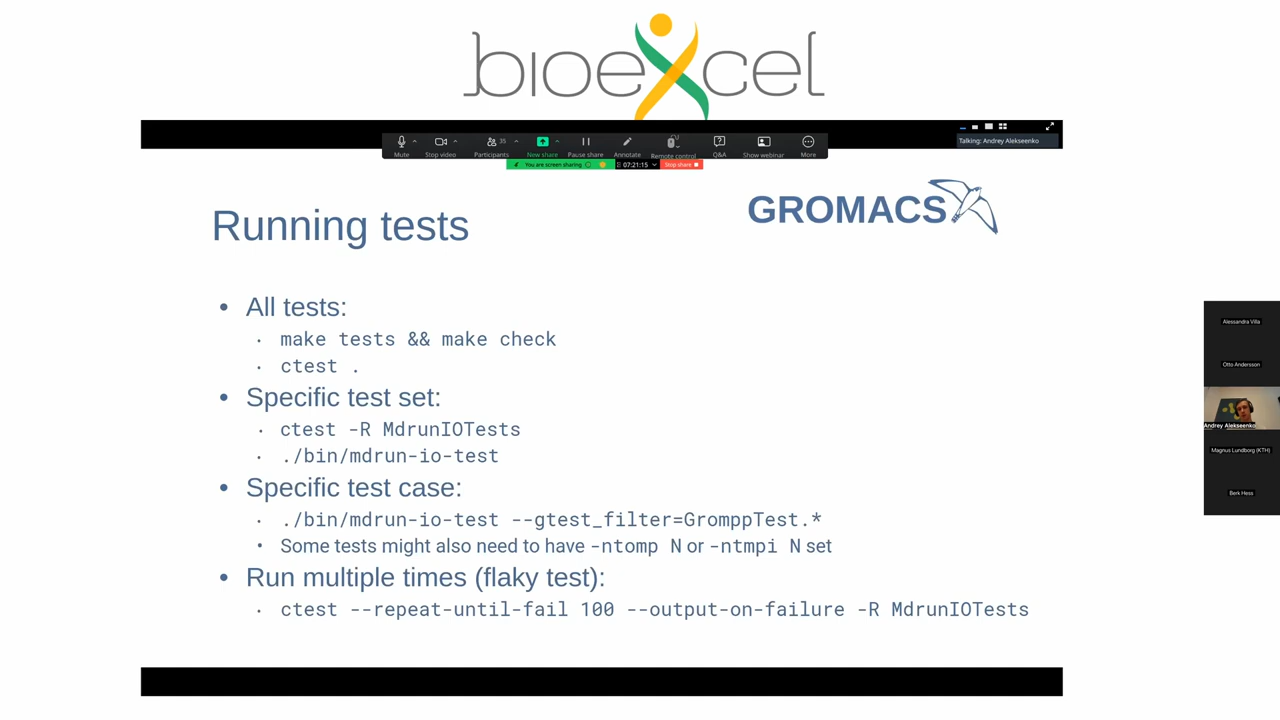 bioexcel
Mute
Stop video
Participants
35
New share
Pause share
Annotate
Remote control
Q&A
Show webinar
More
Talking: Andrey Alekseenko
You are screen sharing
07:21:15
Stop share
Running tests
GROMACS
• All tests:
• make tests && make check
• ctest .
• Specific test set:
• ctest -R MdrunIOTests
• ./bin/mdrun-io-test
• Specific test case:
• ./bin/mdrun-io-test --gtest_filter=GromppTest.*
• Some tests might also need to have -ntomp N or -ntmpi N set
• Run multiple times (flaky test):
• ctest --repeat-until-fail 100 --output-on-failure -R MdrunIOTests
Alessandra Villa
Otto Andersson
Andrey Alekseenko
Magnus Lundborg (KTH)
Berk Hess